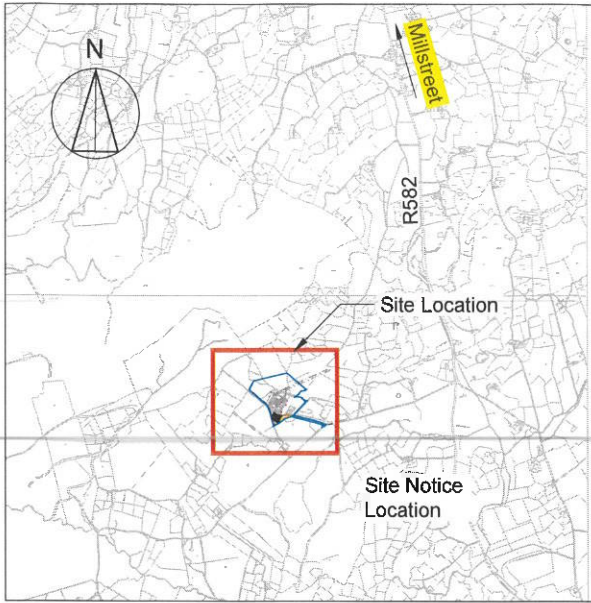 N
Millstreet
R582
Site Location
Site Notice
Location